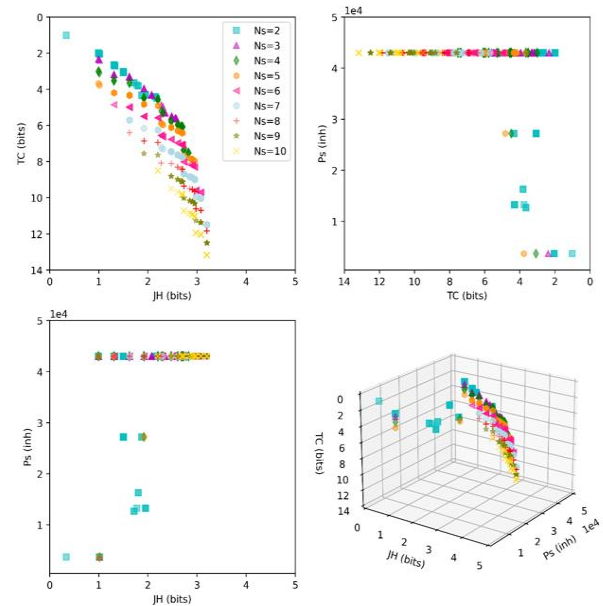 0
2
4
6
8
10
12
14
TC (bits)
0 1 2 3 4 5
JH (bits)
Ns=2
Ns=3
Ns=4
Ns=5
Ns=6
Ns=7
Ns=8
Ns=9
Ns=10
1e4
5
4
3
2
1
Ps (inh)
14 12 10 8 6 4 2 0
TC (bits)
1e4
5
4
3
2
1
Ps (inh)
0 1 2 3 4 5
JH (bits)
0
2
4
6
8
10
12
14
TC (bits)
0 1 2 3 4 5
JH (bits)
1 2 3 4 5
1e4
Ps (inh)